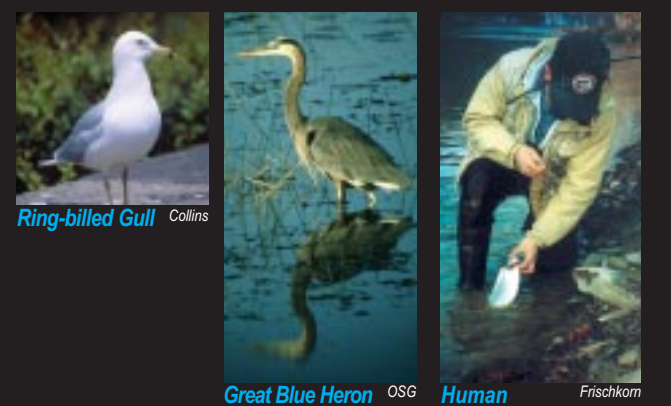 Ring-billed Gull Collins
Great Blue Heron OSG
Human Frischkorn